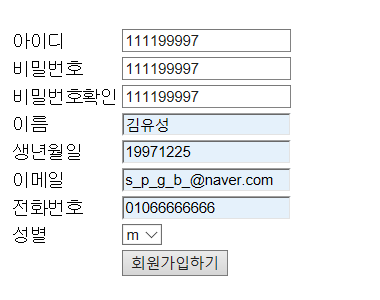 아이디 111199997
비밀번호 111199997
비밀번호확인 111199997
이름 김유성
생년월일 19971225
이메일 s_p_g_b_@naver.com
전화번호 01066666666
성별 m
회원가입하기